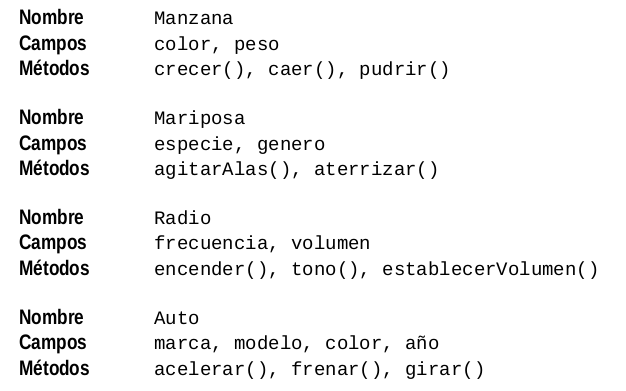 Nombre Manzana
Campos color, peso
Métodos crecer(), caer(), pudrir()
Nombre Mariposa
Campos especie, genero
Métodos agitarAlas(), aterrizar()
Nombre Radio
Campos frecuencia, volumen
Métodos encender(), tono(), establecerVolumen()
Nombre Auto
Campos marca, modelo, color, año
Métodos acelerar(), frenar(), girar()